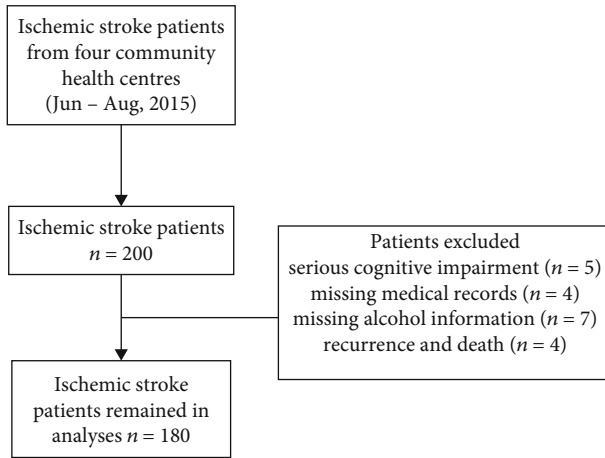 Ischemic stroke patients
from four community
health centres
(Jun – Aug, 2015)
Ischemic stroke patients
n = 200
Patients excluded
serious cognitive impairment (n = 5)
missing medical records (n = 4)
missing alcohol information (n = 7)
recurrence and death (n = 4)
Ischemic stroke
patients remained in
analyses n = 180